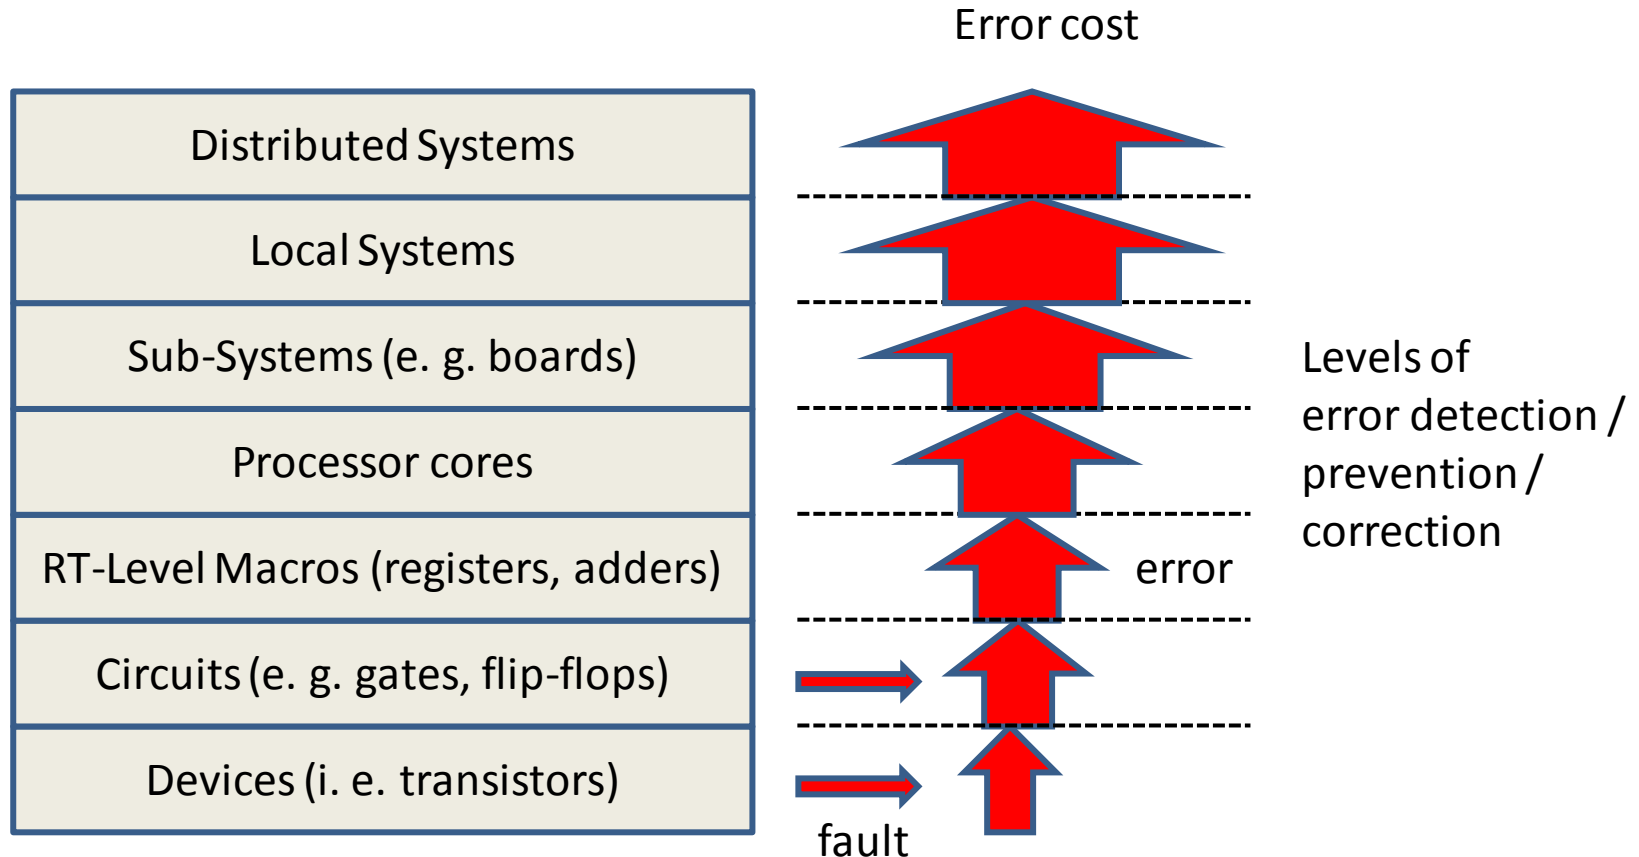 Error cost
Distributed Systems
Local Systems
Sub-Systems (e. g. boards)
Processor cores
RT-Level Macros (registers, adders)
Circuits (e. g. gates, flip-flops)
Devices (i. e. transistors)
error
fault
Levels of
error detection /
prevention /
correction